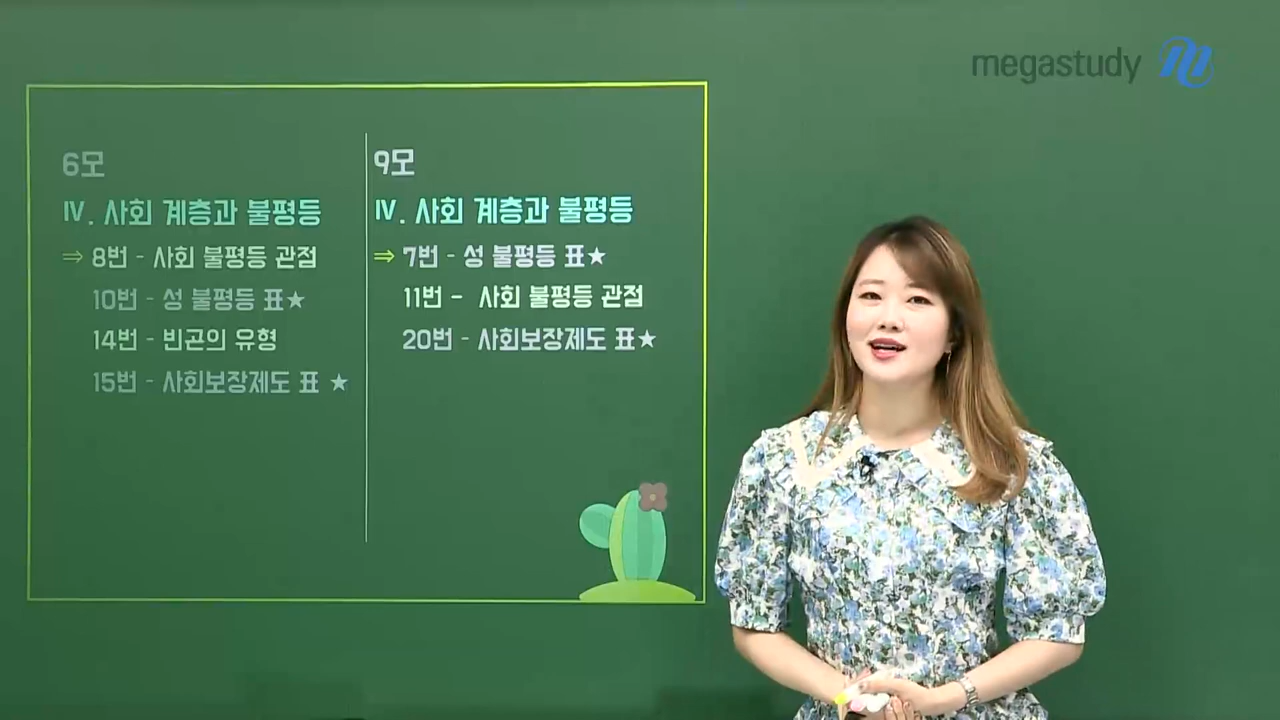 megastudy
6모
Ⅳ. 사회 계층과 불평등
⇒ 8번 - 사회 불평등 관점
10번 - 성 불평등 표★
14번 - 빈곤의 유형
15번 - 사회보장제도 표 ★
9모
Ⅳ. 사회 계층과 불평등
⇒ 7번 - 성 불평등 표★
11번 - 사회 불평등 관점
20번 - 사회보장제도 표★